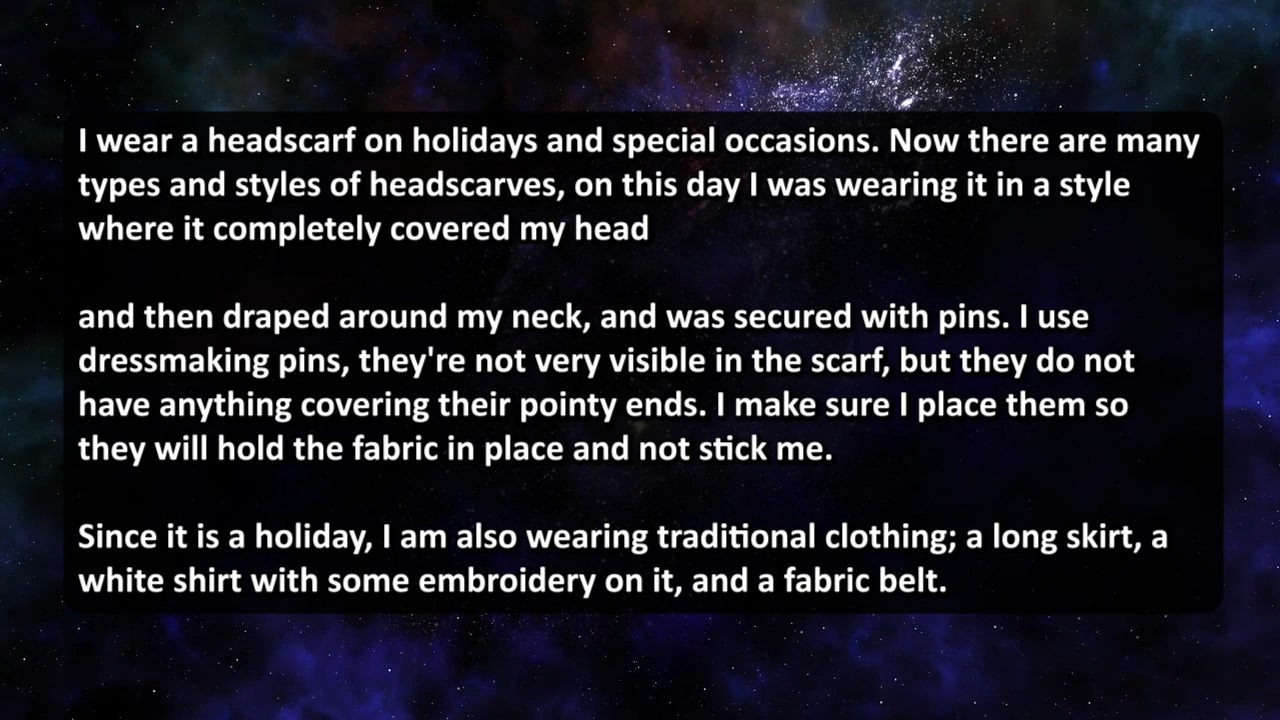 I wear a headscarf on holidays and special occasions. Now there are many
types and styles of headscarves, on this day I was wearing it in a style
where it completely covered my head
and then draped around my neck, and was secured with pins. I use
dressmaking pins, they're not very visible in the scarf, but they do not
have anything covering their pointy ends. I make sure I place them so
they will hold the fabric in place and not stick me.
Since it is a holiday, I am also wearing traditional clothing; a long skirt, a
white shirt with some embroidery on it, and a fabric belt.